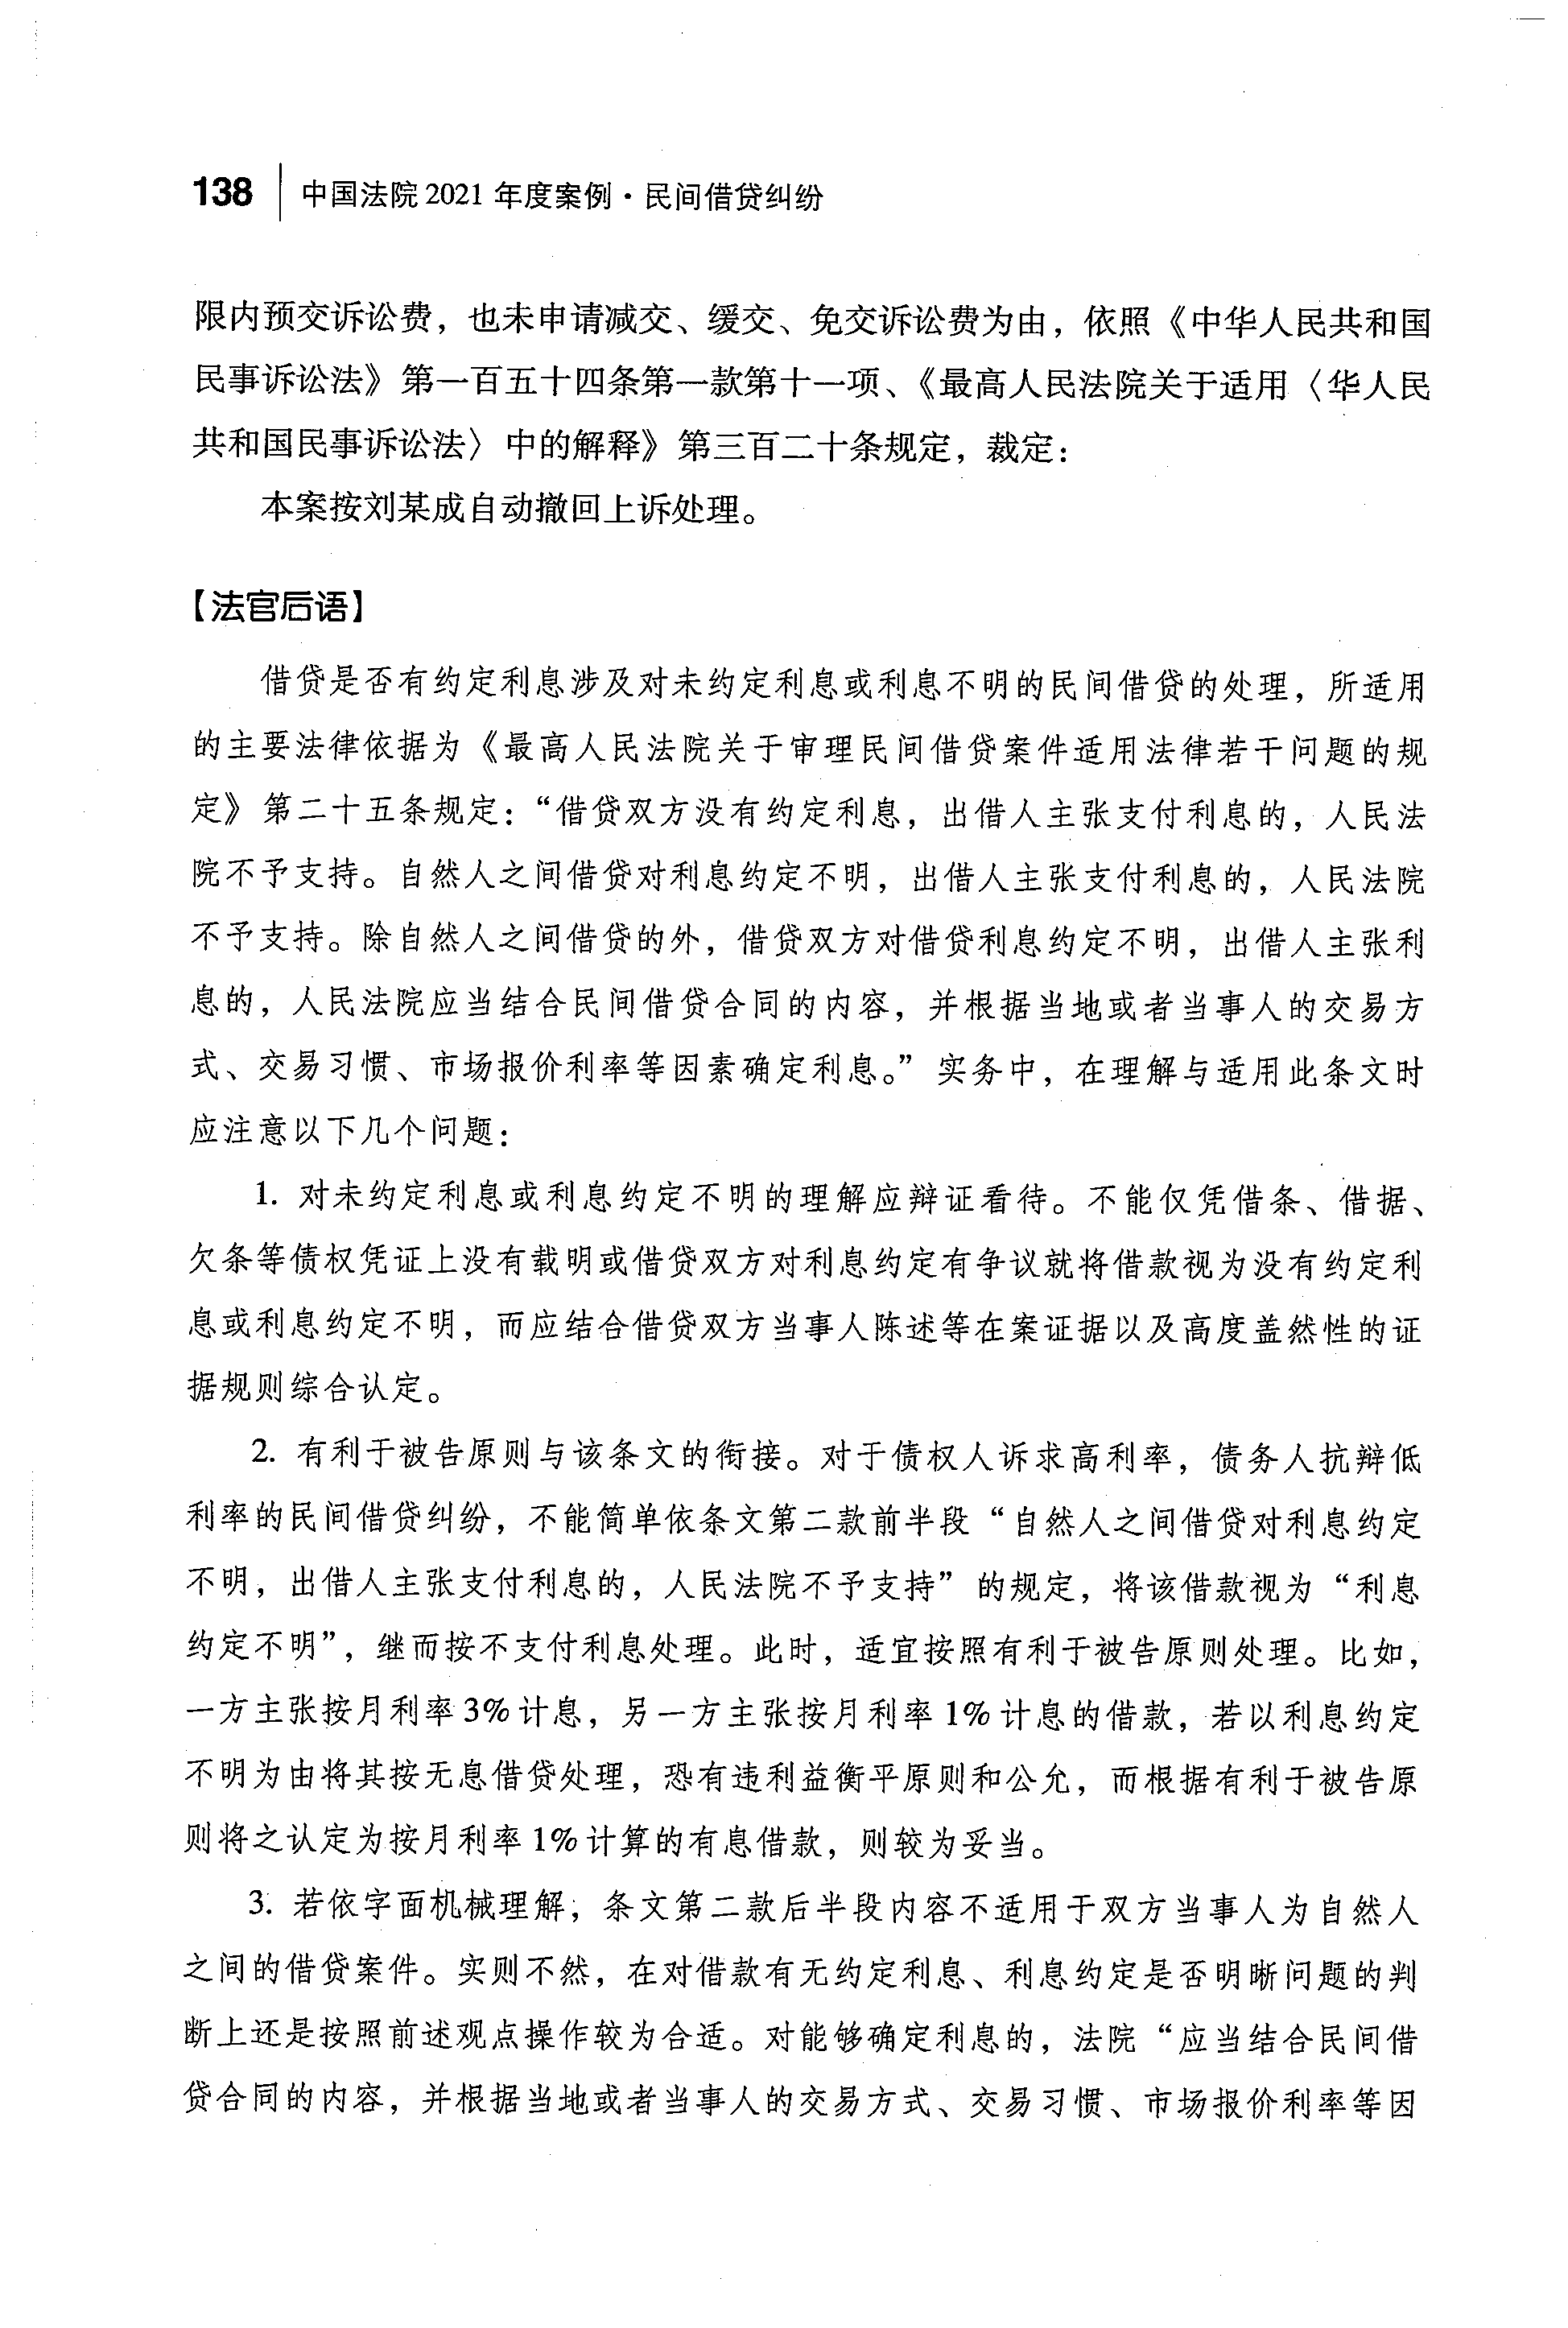 138 中国法院 2021 年度案例·民间借贷纠纷
限内预交诉讼费，也未申请减交、缓交、免交诉讼费为由，依照《中华人民共和国
民事诉讼法》第一百五十四条第一款第十一项、《最高人民法院关于适用〈华人民
共和国民事诉讼法〉中的解释》第三百二十条规定，裁定：
本案按刘某成自动撤回上诉处理。
【法官后语】
借贷是否有约定利息涉及对未约定利息或利息不明的民间借贷的处理，所适用
的主要法律依据为《最高人民法院关于审理民间借贷案件适用法律若干问题的规
定》第二十五条规定：“借贷双方没有约定利息，出借人主张支付利息的，人民法
院不予支持。自然人之间借贷对利息约定不明，出借人主张支付利息的，人民法院
不予支持。除自然人之间借贷的外，借贷双方对借贷利息约定不明，出借人主张利
息的，人民法院应当结合民间借贷合同的内容，并根据当地或者当事人的交易方
式、交易习惯、市场报价利率等因素确定利息。”实务中，在理解与适用此条文时
应注意以下几个问题：
1. 对未约定利息或利息约定不明的理解应辩证看待。不能仅凭借条、借据、
欠条等债权凭证上没有载明或借贷双方对利息约定有争议就将借款视为没有约定利
息或利息约定不明，而应结合借贷双方当事人陈述等在案证据以及高度盖然性的证
据规则综合认定。
2. 有利于被告原则与该条文的衔接。对于债权人诉求高利率，债务人抗辩低
利率的民间借贷纠纷，不能简单依条文第二款前半段“自然人之间借贷对利息约定
不明，出借人主张支付利息的，人民法院不予支持”的规定，将该借款视为“利息
约定不明”，继而按不支付利息处理。此时，适宜按照有利于被告原则处理。比如，
一方主张按月利率 3% 计息，另一方主张按月利率 1% 计息的借款，若以利息约定
不明为由将其按无息借贷处理，恐有违利益衡平原则和公允，而根据有利于被告原
则将之认定为按月利率 1% 计算的有息借款，则较为妥当。
3. 若依字面机械理解，条文第二款后半段内容不适用于双方当事人为自然人
之间的借贷案件。实则不然，在对借款有无约定利息、利息约定是否明晰问题的判
断上还是按照前述观点操作较为合适。对能够确定利息的，法院“应当结合民间借
贷合同的内容，并根据当地或者当事人的交易方式、交易习惯、市场报价利率等因